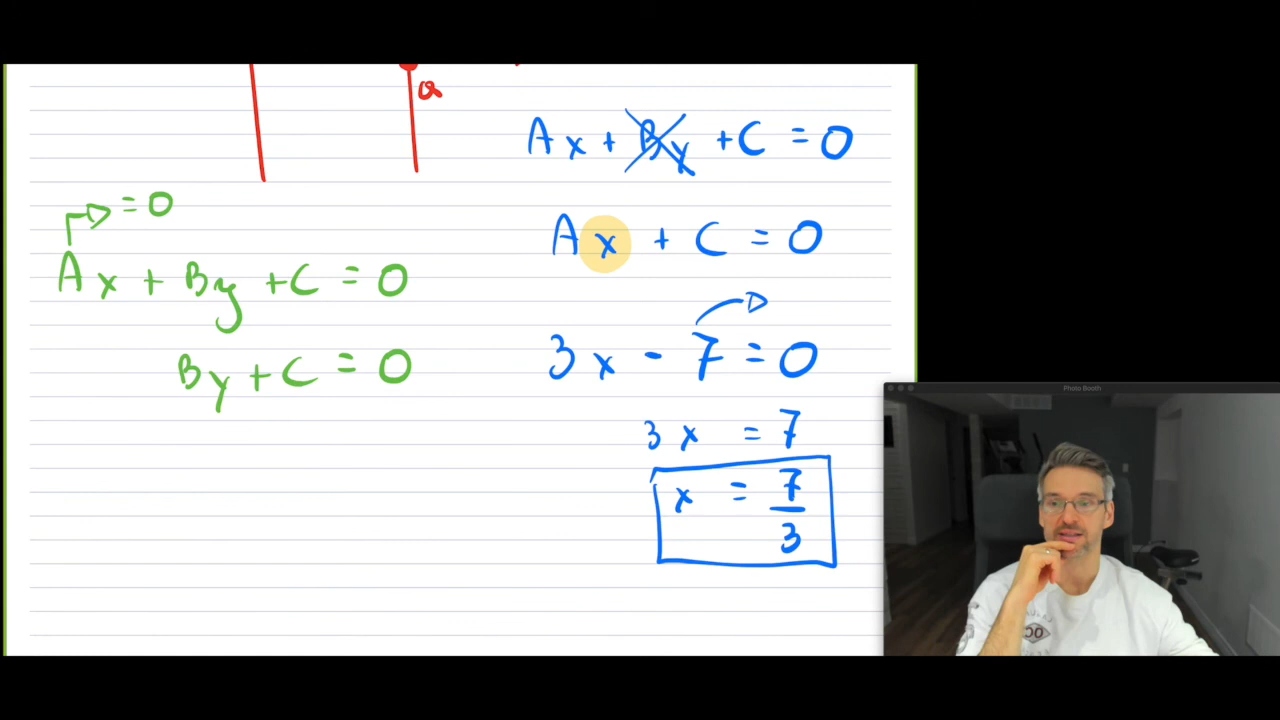 a
Ax + By + C = 0
= 0
Ax + By + C = 0
By + C = 0
Ax + C = 0
3x - 7 = 0
3x = 7
x = 7/3
Photo Booth
OC